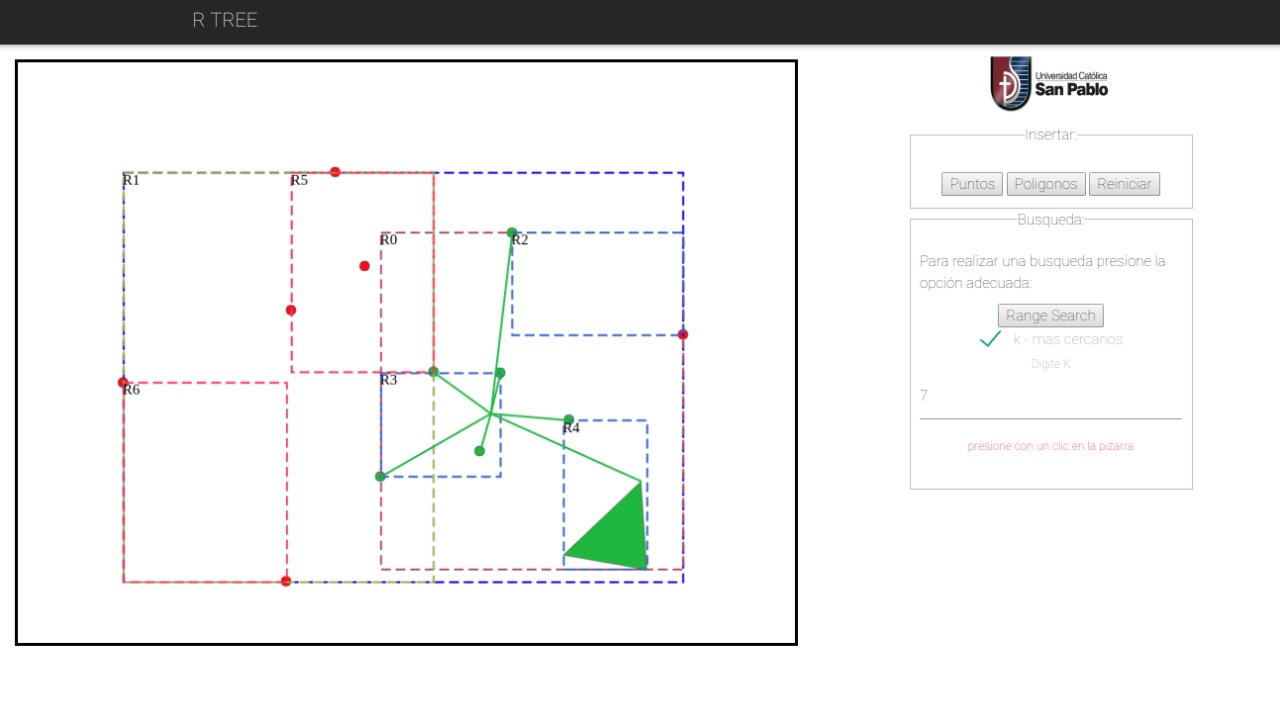 R TREE
R1
R5
R0
R2
R3
R6
R4
Universidad Católica
San Pablo
Insertar:
Puntos Poligonos Reiniciar
Busqueda:
Para realizar una busqueda presione la
opción adecuada:
Range Search
k - mas cercanos
Digite K
7
presione con un clic en la pizarra